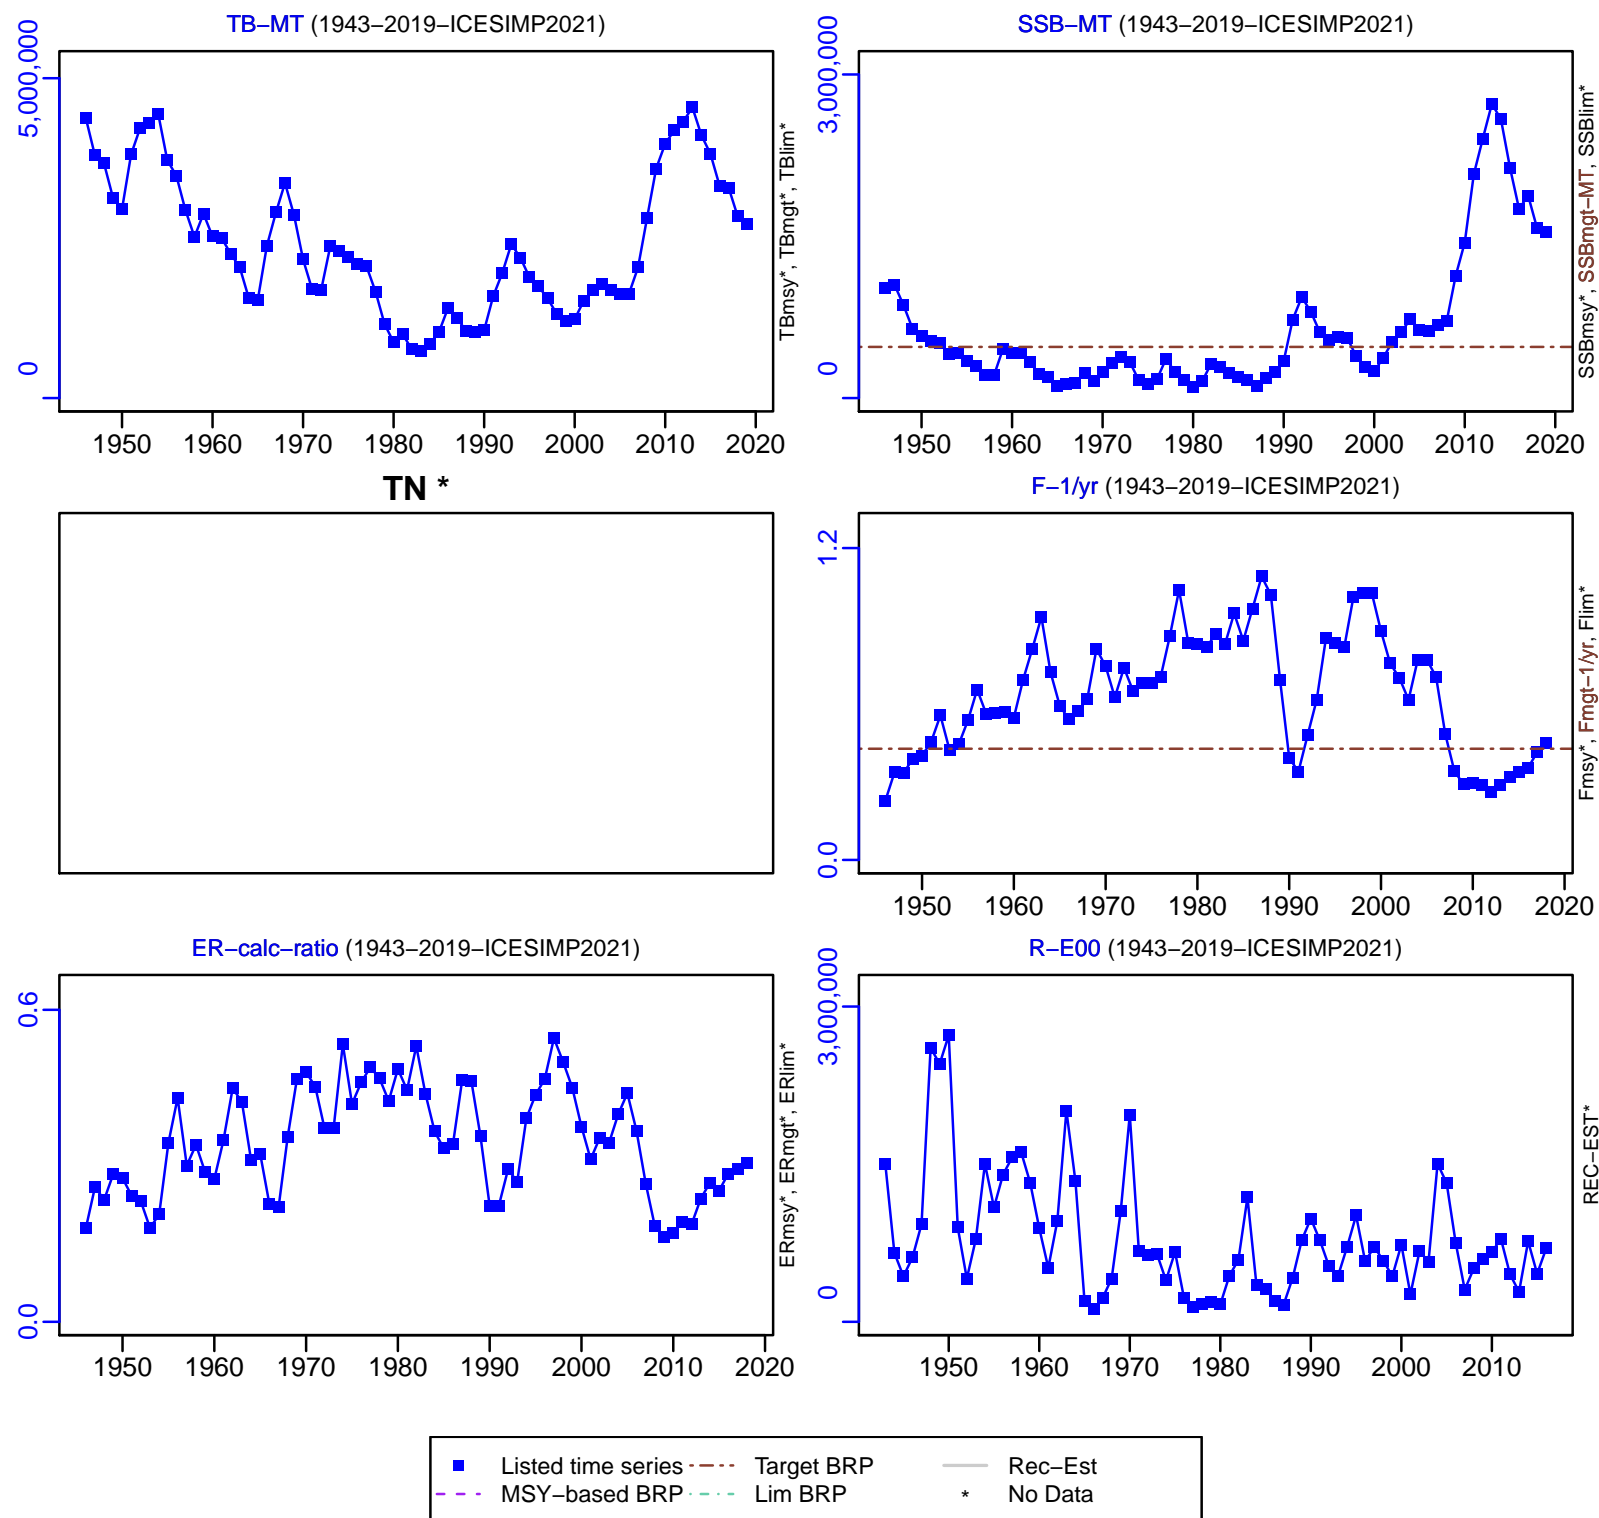 TB−MT (1943−2019−ICESIMP2021)
5,000,000
0
1950 1960 1970 1980 1990 2000 2010 2020
TBmsy*, TBmgt*, TBlim*
SSB−MT (1943−2019−ICESIMP2021)
3,000,000
0
1950 1960 1970 1980 1990 2000 2010 2020
SSBmsy*, SSBmgt−MT, SSBlim*
TN *
F−1/yr (1943−2019−ICESIMP2021)
1.2
0.0
1950 1960 1970 1980 1990 2000 2010 2020
Fmsy*, Fmgt−1/yr, Flim*
ER−calc−ratio (1943−2019−ICESIMP2021)
0.6
0.0
1950 1960 1970 1980 1990 2000 2010 2020
ERmsy*, ERmgt*, ERlim*
R−E00 (1943−2019−ICESIMP2021)
3,000,000
0
1950 1960 1970 1980 1990 2000 2010
REC−EST*
Listed time series Target BRP Rec−Est
MSY−based BRP Lim BRP * No Data